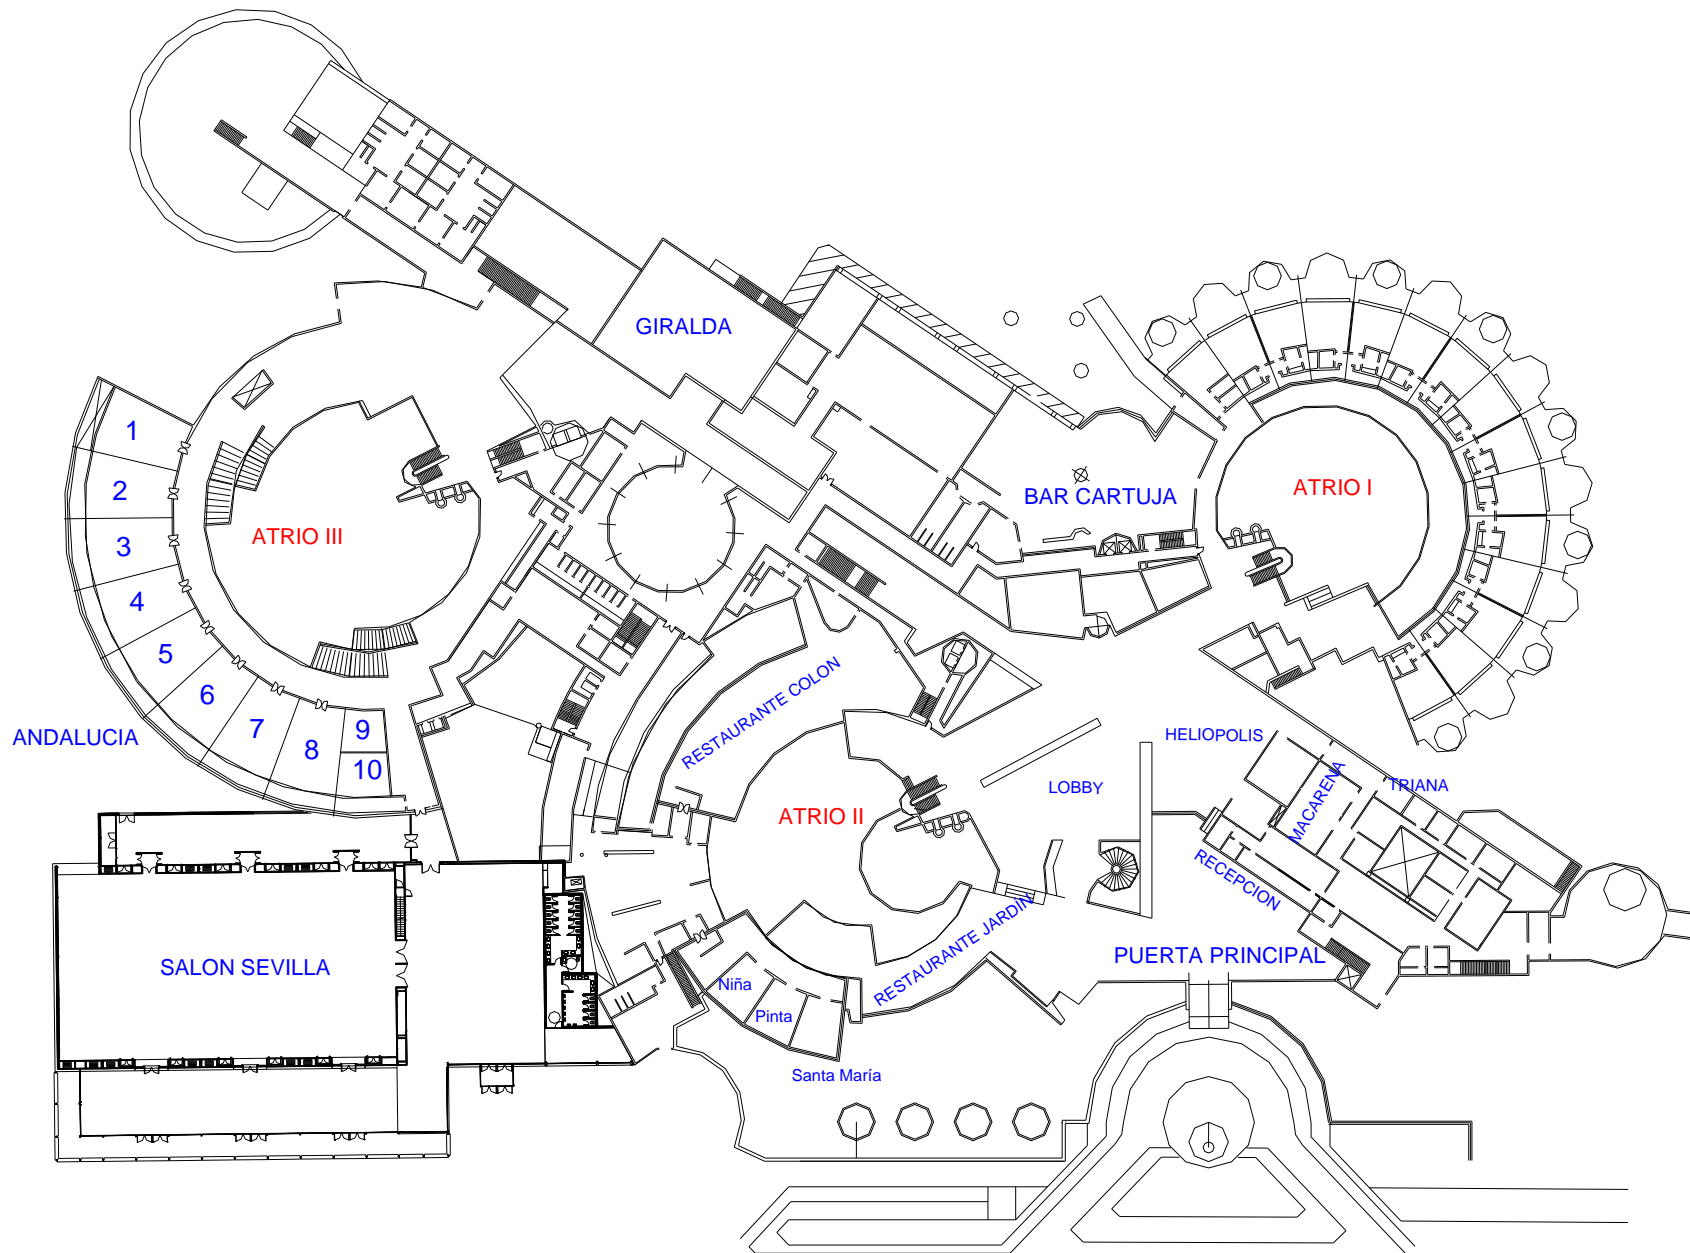 GIRALDA
1
2
3
4
5
6
7
8
9
10
ANDALUCIA
ATRIO III
BAR CARTUJA
ATRIO I
RESTAURANTE COLON
ATRIO II
LOBBY
HELIOPOLIS
MACARENA
TRIANA
RECEPCION
PUERTA PRINCIPAL
RESTAURANTE JARDIN
SALON SEVILLA
Niña
Pinta
Santa María